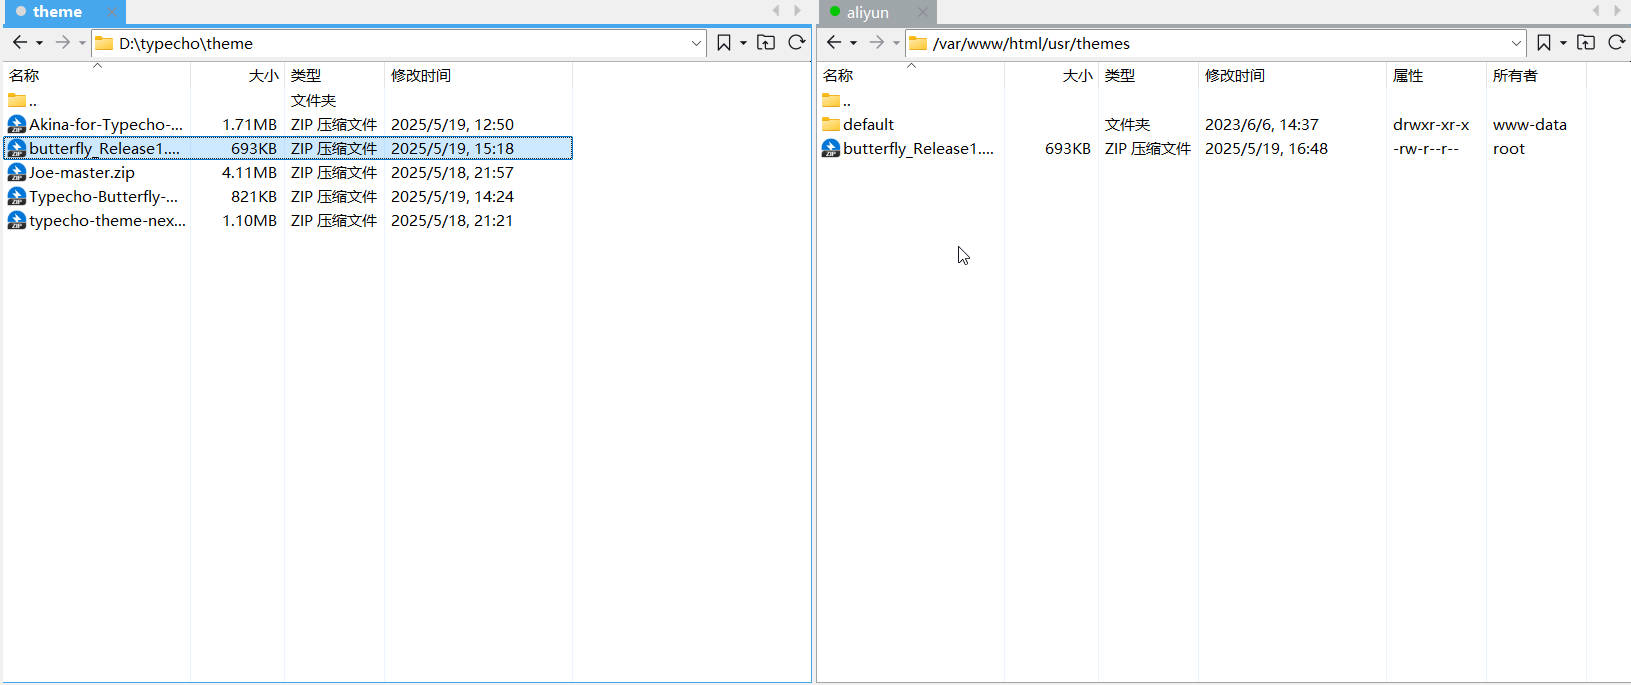 theme
D:\typecho\theme
名称 大小 类型 修改时间
.. 文件夹
Akina-for-Typecho-... 1.71MB ZIP 压缩文件 2025/5/19, 12:50
butterfly_Release1.... 693KB ZIP 压缩文件 2025/5/19, 15:18
Joe-master.zip 4.11MB ZIP 压缩文件 2025/5/18, 21:57
Typecho-Butterfly-... 821KB ZIP 压缩文件 2025/5/19, 14:24
typecho-theme-nex... 1.10MB ZIP 压缩文件 2025/5/18, 21:21
aliyun
/var/www/html/usr/themes
名称 大小 类型 修改时间 属性 所有者
..
default 文件夹 2023/6/6, 14:37 drwxr-xr-x www-data
butterfly_Release1.... 693KB ZIP 压缩文件 2025/5/19, 16:48 -rw-r--r-- root